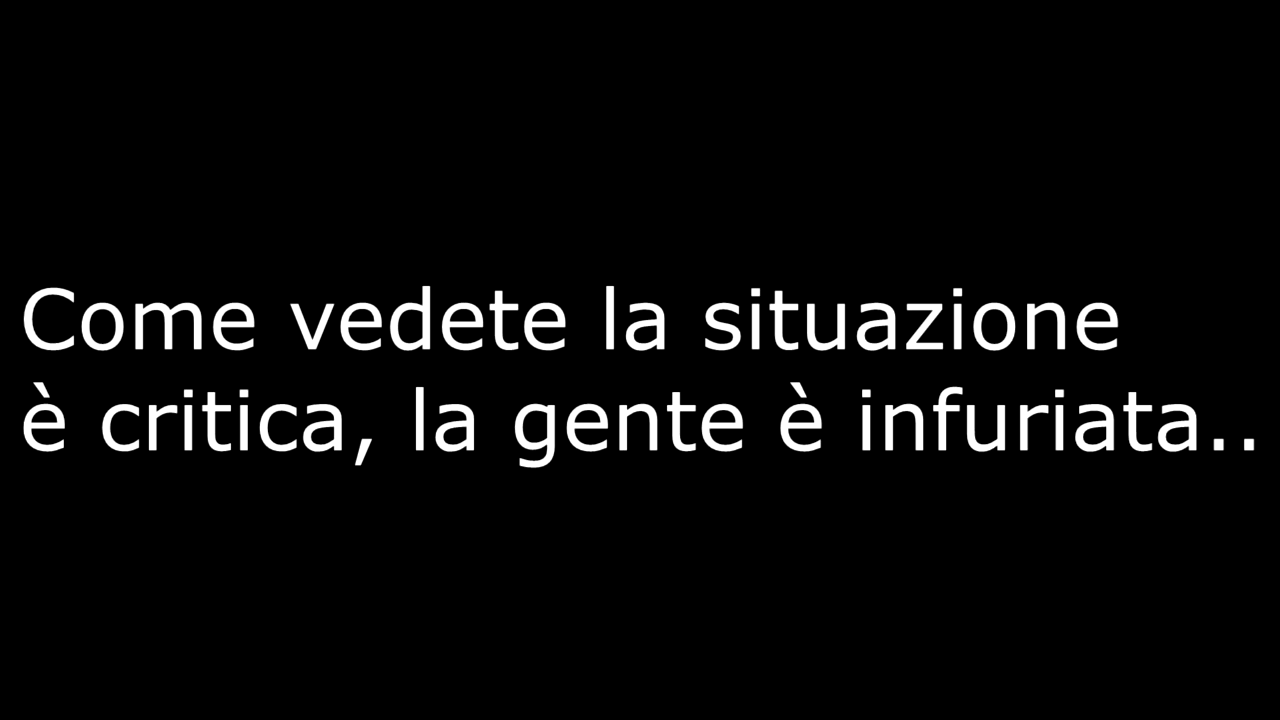 Come vedete la situazione
è critica, la gente è infuriata..